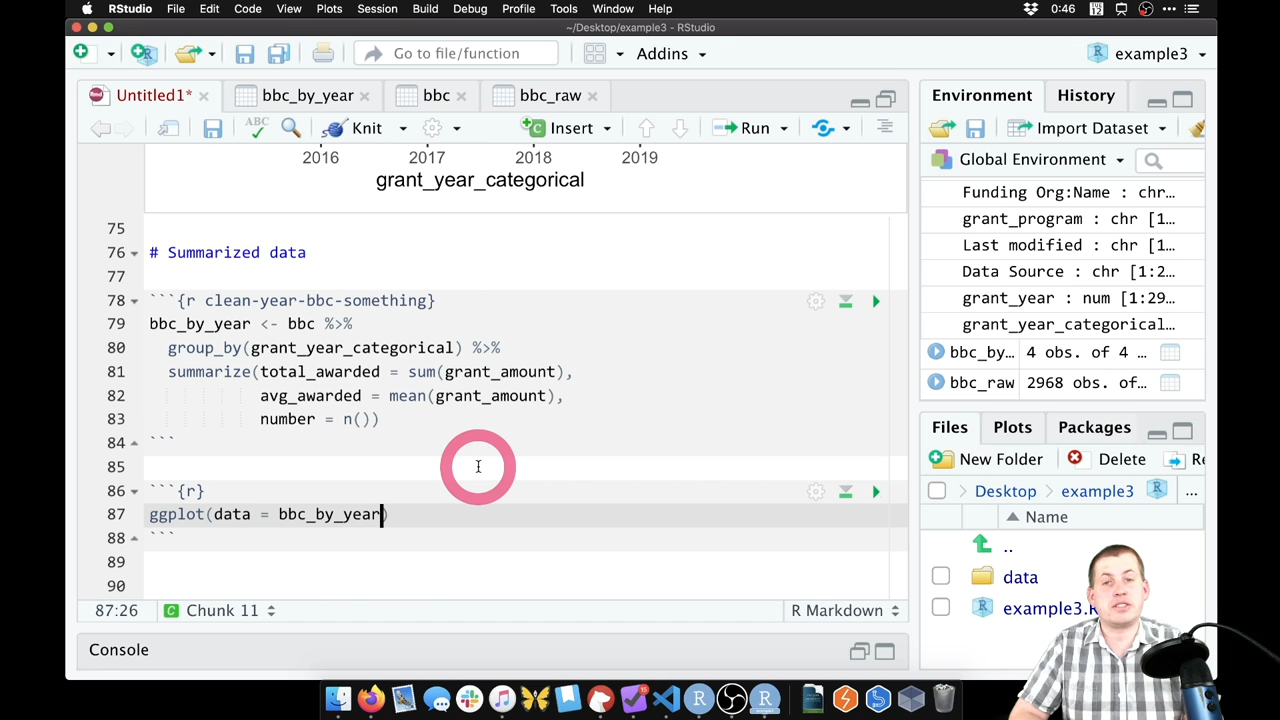 RStudio File Edit Code View Plots Session Build Debug Profile Tools Window Help 0:46
~/Desktop/example3 - RStudio
Go to file/function Addins example3
Untitled1* bbc_by_year bbc bbc_raw
ABC Knit Insert Run
2016 2017 2018 2019
grant_year_categorical
75
76 # Summarized data
77
78 ```{r clean-year-bbc-something}
79 bbc_by_year <- bbc %>%
80 group_by(grant_year_categorical) %>%
81 summarize(total_awarded = sum(grant_amount),
82 avg_awarded = mean(grant_amount),
83 number = n())
84 ```
85
86 ```{r}
87 ggplot(data = bbc_by_year)
88 ```
89
90
87:26 Chunk 11 R Markdown
Console
Environment History
Import Dataset
Global Environment
Funding Org:Name : chr…
grant_program : chr [1…
Last modified : chr [1…
Data Source : chr [1:2…
grant_year : num [1:29…
grant_year_categorical…
bbc_by… 4 obs. of 4 …
bbc_raw 2968 obs. of…
Files Plots Packages
New Folder Delete Re
Desktop example3 ...
Name
..
data
example3.R